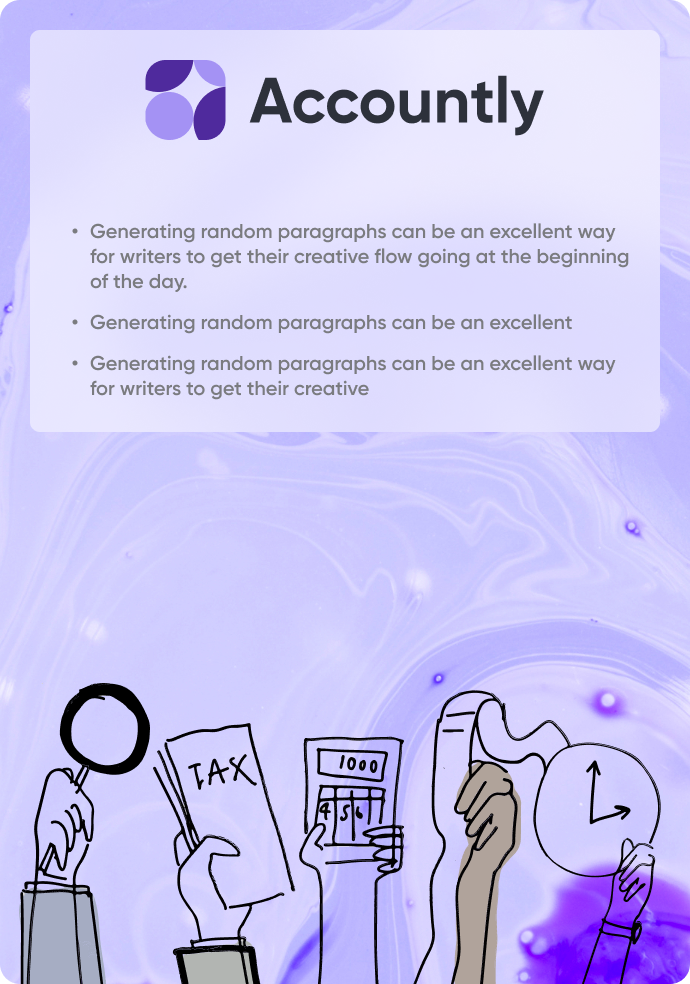 Accountly
• Generating random paragraphs can be an excellent way
for writers to get their creative flow going at the beginning
of the day.
• Generating random paragraphs can be an excellent
• Generating random paragraphs can be an excellent way
for writers to get their creative
TAX
1000
4 5 6